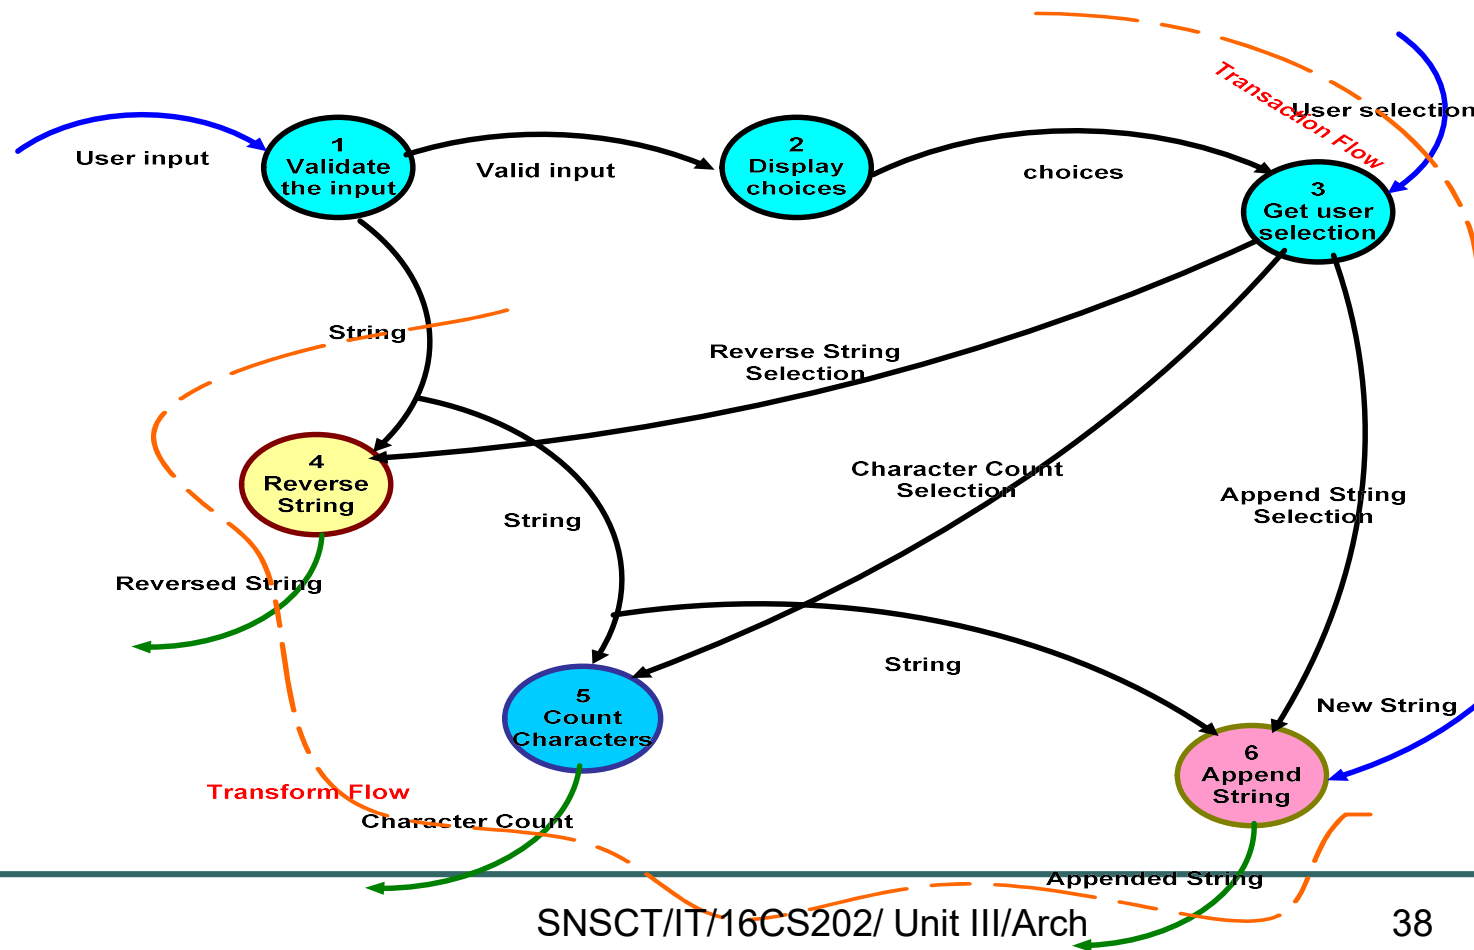 Transaction Flow
User selection
User input
1
Validate
the input
Valid input
2
Display
choices
choices
3
Get user
selection
String
Reverse String
Selection
4
Reverse
String
Character Count
Selection
Append String
Selection
String
Reversed String
String
5
Count
Characters
New String
6
Append
String
Transform Flow
Character Count
Appended String
SNSCT/IT/16CS202/ Unit III/Arch
38